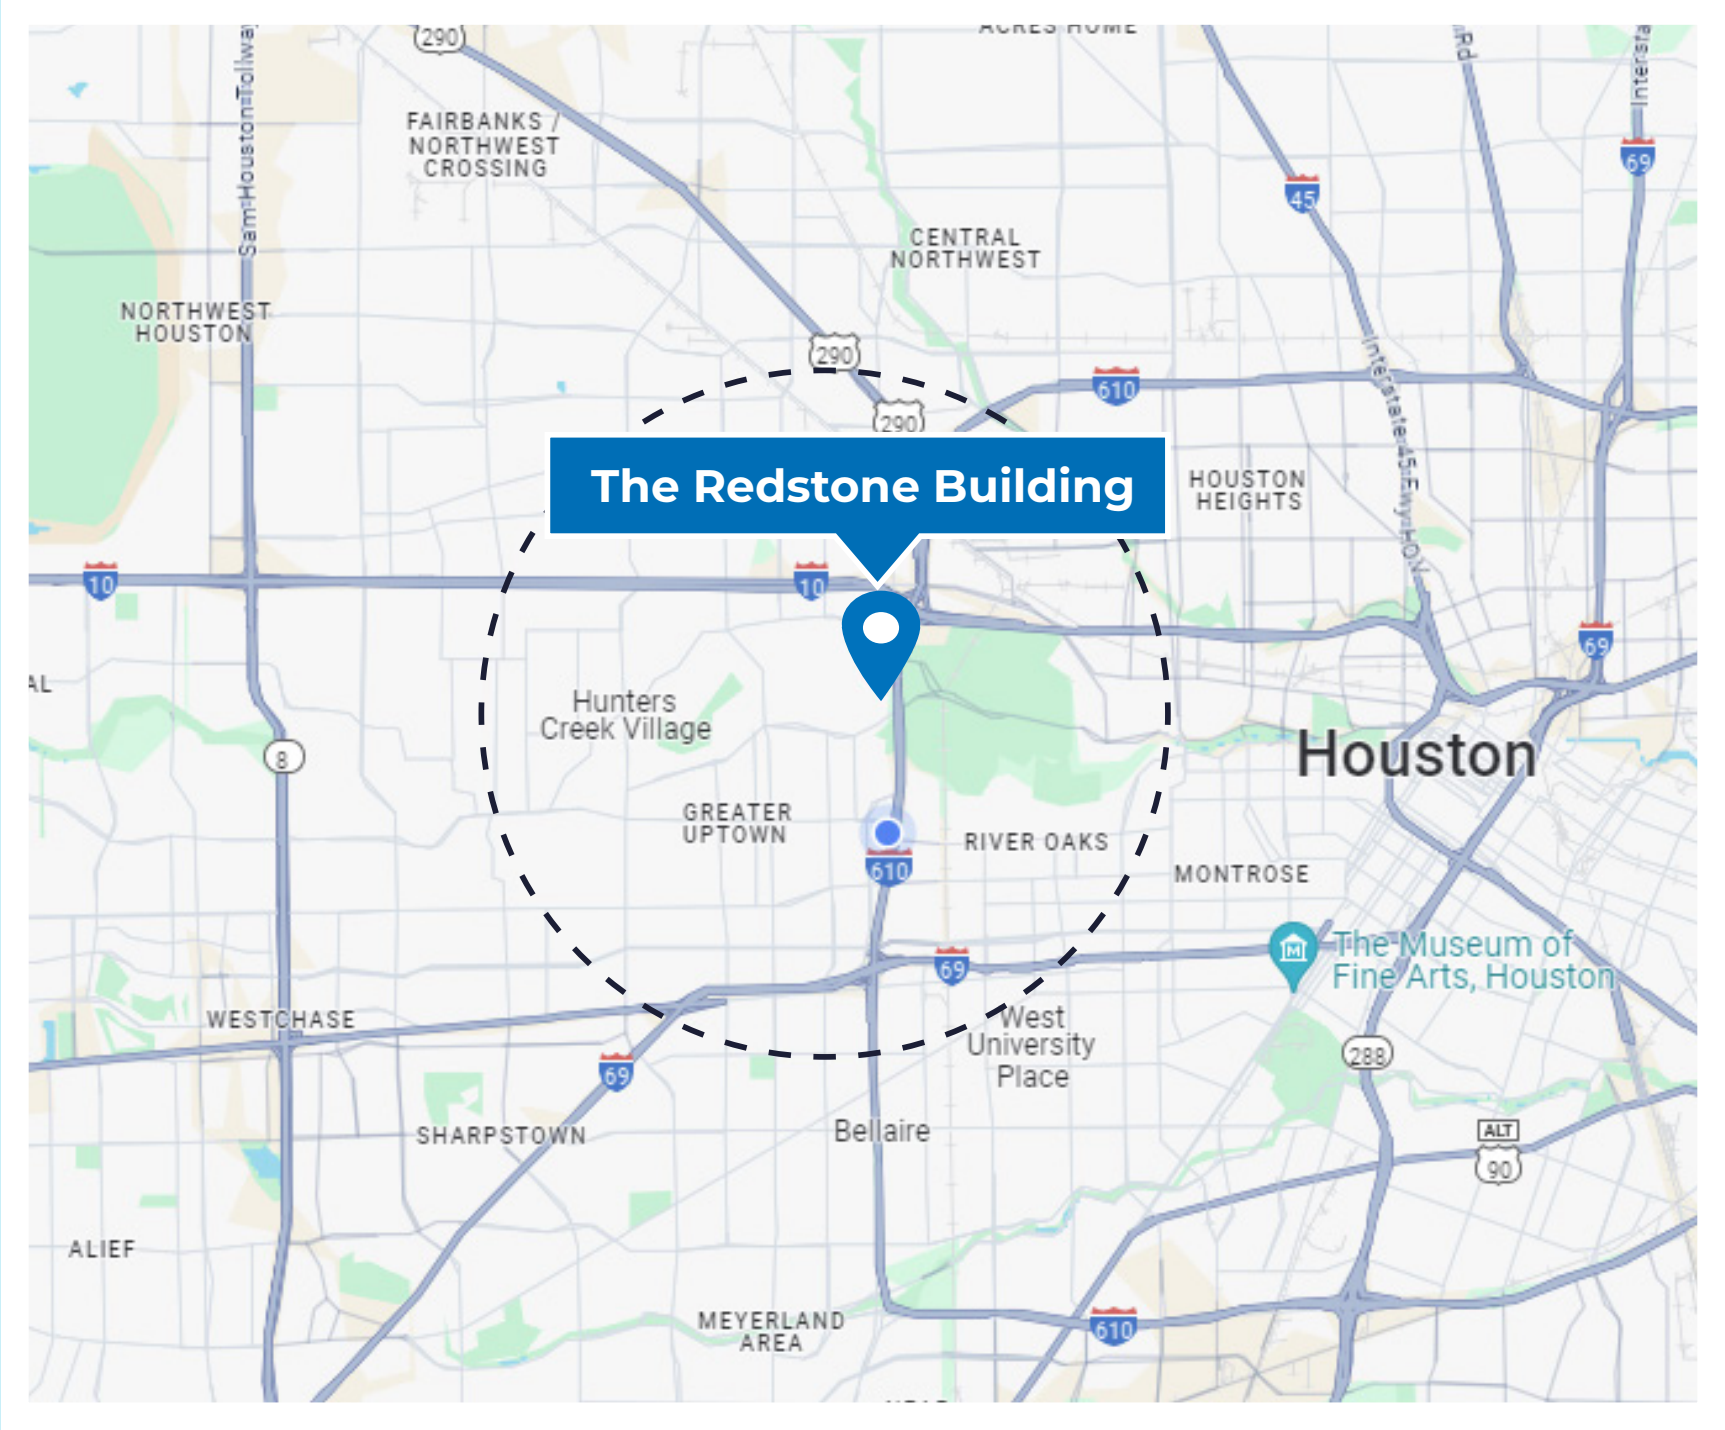 290
ACRES HOME
Rd
Intersta
Sam Houston Tollway
FAIRBANKS /
NORTHWEST
CROSSING
69
45
CENTRAL
NORTHWEST
NORTHWEST
HOUSTON
290
610
Interstate 45 Fwy HOV
290
The Redstone Building
HOUSTON
HEIGHTS
10
10
69
AL
Hunters
Creek Village
8
Houston
GREATER
UPTOWN
RIVER OAKS
610
MONTROSE
The Museum of
Fine Arts, Houston
69
WESTCHASE
West
University
Place
288
69
SHARPSTOWN
Bellaire
ALT
90
ALIEF
MEYERLAND
AREA
610